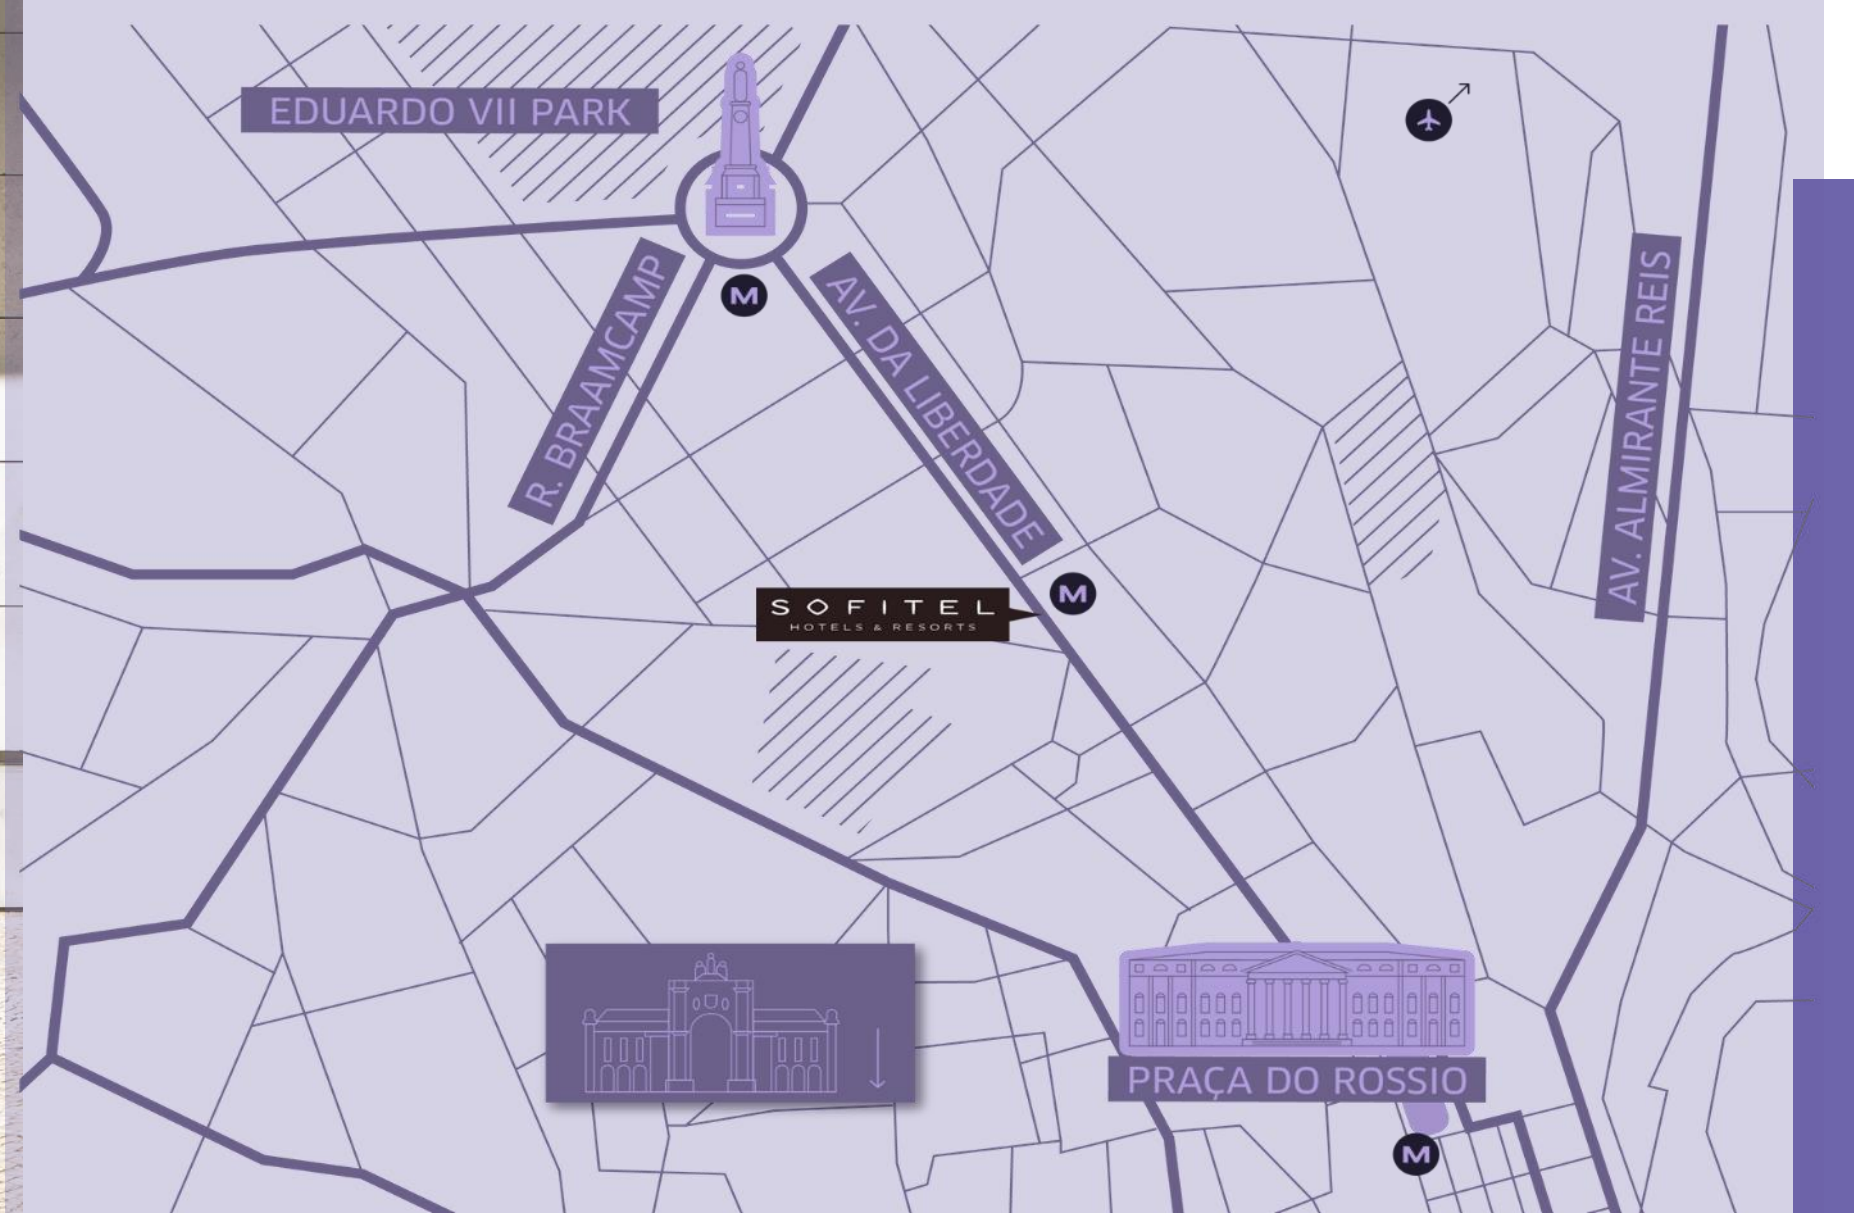 EDUARDO VII PARK
R. BRAAMCAMP
M
AV. DA LIBERDADE
AV. ALMIRANTE REIS
SOFITEL
HOTELS & RESORTS
M
PRAÇA DO ROSSIO
M